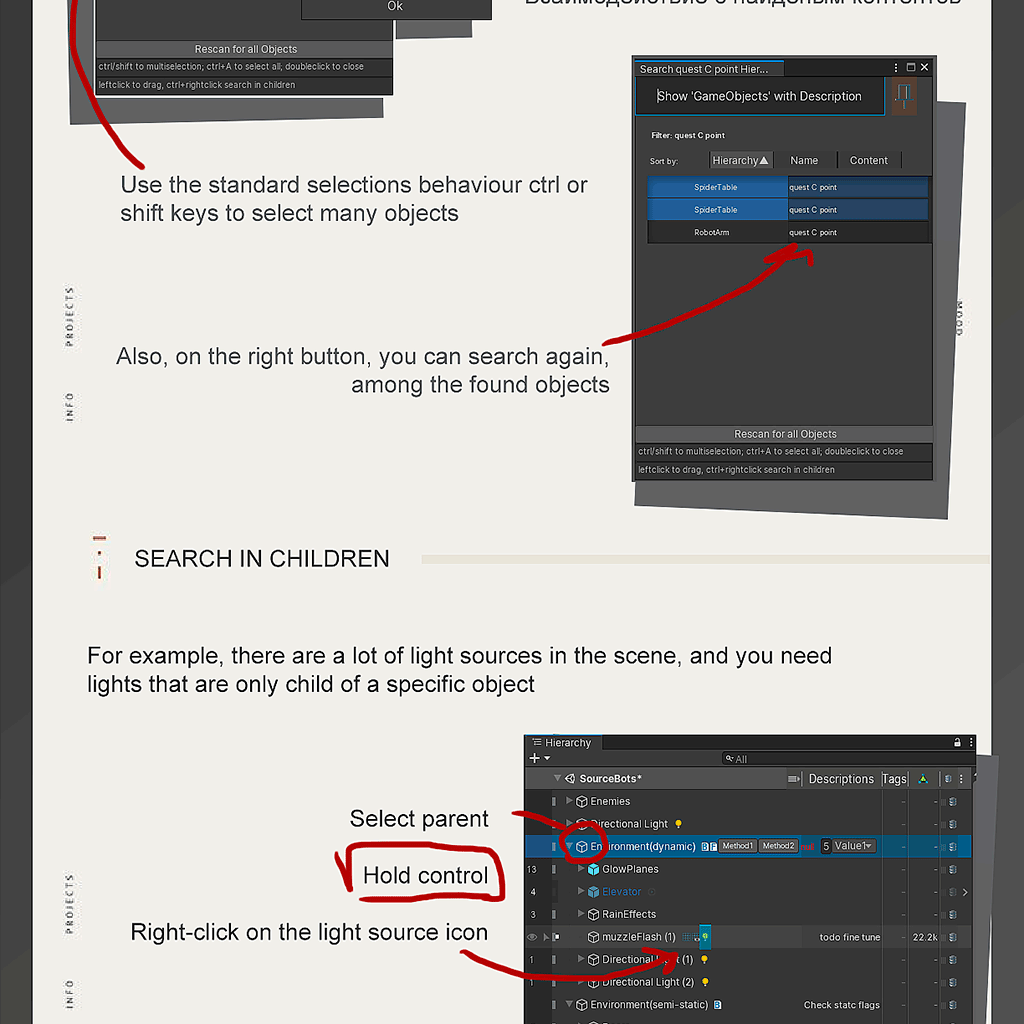 Ok
Взаимодействие с найденым контентов
Rescan for all Objects
ctrl/shift to multiselection; ctrl+A to select all; doubleclick to close
leftclick to drag, ctrl+rightclick search in children
Search quest C point Hier...
Show 'GameObjects' with Description
Filter: quest C point
Sort by: Hierarchy▲ Name Content
SpiderTable quest C point
SpiderTable quest C point
RobotArm quest C point
Rescan for all Objects
ctrl/shift to multiselection; ctrl+A to select all; doubleclick to close
leftclick to drag, ctrl+rightclick search in children
Use the standard selections behaviour ctrl or
shift keys to select many objects
PROJECTS
Also, on the right button, you can search again,
among the found objects
INFO
SEARCH IN CHILDREN
For example, there are a lot of light sources in the scene, and you need
lights that are only child of a specific object
Select parent
Hold control
Right-click on the light source icon
PROJECTS
INFO
Hierarchy
All
SourceBots* Descriptions Tags
Enemies
Directional Light
Environment(dynamic) Method1 Method2 5 Value1
13 GlowPlanes
4 Elevator
3 RainEffects
muzzleFlash (1) todo fine tune 22.2k
1 Directional Light (1)
1 Directional Light (2)
Environment(semi-static) Check statc flags